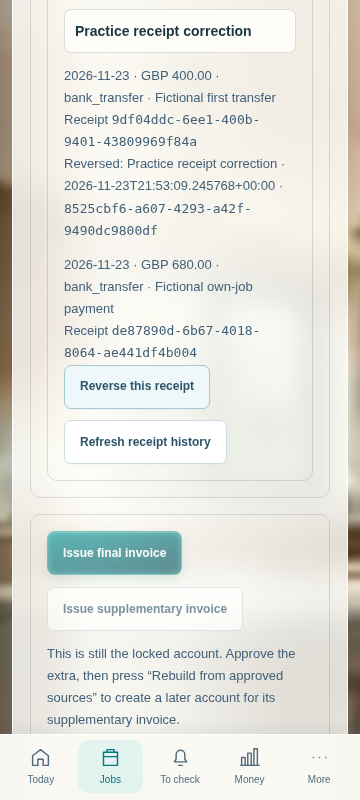 Practice receipt correction
2026-11-23 · GBP 400.00 ·
bank_transfer · Fictional first transfer
Receipt 9df04ddc-6ee1-400b-
9401-43809969f84a
Reversed: Practice receipt correction ·
2026-11-23T21:53:09.245768+00:00 ·
8525cbf6-a607-4293-a42f-
9490dc9800df
2026-11-23 · GBP 680.00 ·
bank_transfer · Fictional own-job
payment
Receipt de87890d-6b67-4018-
8064-ae441df4b004
Reverse this receipt
Refresh receipt history
Issue final invoice
Issue supplementary invoice
This is still the locked account. Approve the
extra, then press “Rebuild from approved
sources” to create a later account for its
supplementary invoice.
Today
Jobs
To check
Money
More